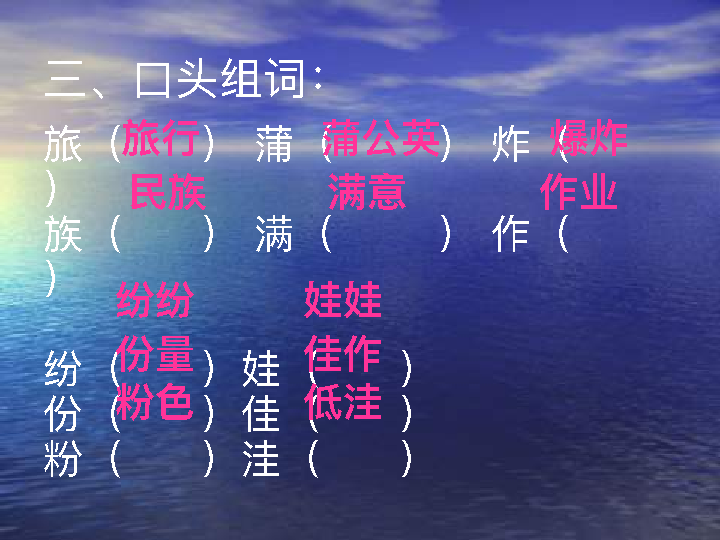 三、口头组词：
旅（旅行） 蒲（蒲公英） 炸（爆炸
）
民族 满意 作业
族（ ） 满（ ） 作（
）
纷纷 娃娃
份量 佳作
纷（ ）娃（ ）
粉色 低洼
份（ ）佳（ ）
粉（ ）洼（ ）